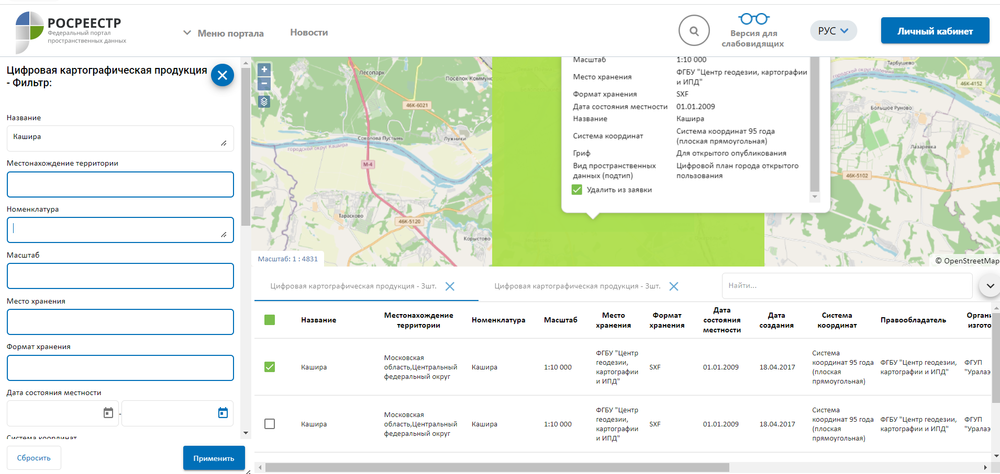 РОСРЕЕСТР
Федеральный портал
пространственных данных
Меню портала
Новости
Версия для
слабовидящих
РУС
Личный кабинет
Цифровая картографическая продукция
- Фильтр:
Название
Кашира
Местонахождение территории
Номенклатура
Масштаб
Место хранения
Формат хранения
Дата состояния местности
-
Система координат
Сбросить
Применить
+
−
Лесопарк
Посёлок Коммунс
46К-6021
Соколова Пустынь
Лужники
городской округ Кашира
М-4
Тарасково
46К-5120
Корыстово
Масштаб: 1 : 4831
Масштаб 1:10 000
Место хранения ФГБУ "Центр геодезии, картографии
и ИПД"
Формат хранения SXF
Дата состояния местности 01.01.2009
Название Кашира
Система координат Система координат 95 года
(плоская прямоугольная)
Гриф Для открытого опубликования
Вид пространственных Цифровой план города открытого
данных (подтип) пользования
Удалить из заявки
Тарбушево
городской округ Коломна
46К-4152
Большое Руново
Ока
Лазаревка
46К-5102
© OpenStreetMap
Цифровая картографическая продукция - 3шт.
Цифровая картографическая продукция - 3шт.
Найти...
Название
Местонахождение
территории
Номенклатура
Масштаб
Место
хранения
Формат
хранения
Дата
состояния
местности
Дата
создания
Система
координат
Правообладатель
Органи
изгото
Кашира
Московская
область,Центральный
федеральный округ
Кашира
1:10 000
ФГБУ "Центр
геодезии,
картографии
и ИПД"
SXF
01.01.2009
18.04.2017
Система
координат 95 года
(плоская
прямоугольная)
ФГБУ "Центр геодезии,
картографии и ИПД"
ФГУП
"Уралаэ
Кашира
Московская
область,Центральный
федеральный округ
Кашира
1:10 000
ФГБУ "Центр
геодезии,
картографии
и ИПД"
SXF
01.01.2009
18.04.2017
Система
координат 95 года
(плоская
прямоугольная)
ФГБУ "Центр геодезии,
картографии и ИПД"
ФГУП
"Уралаэ